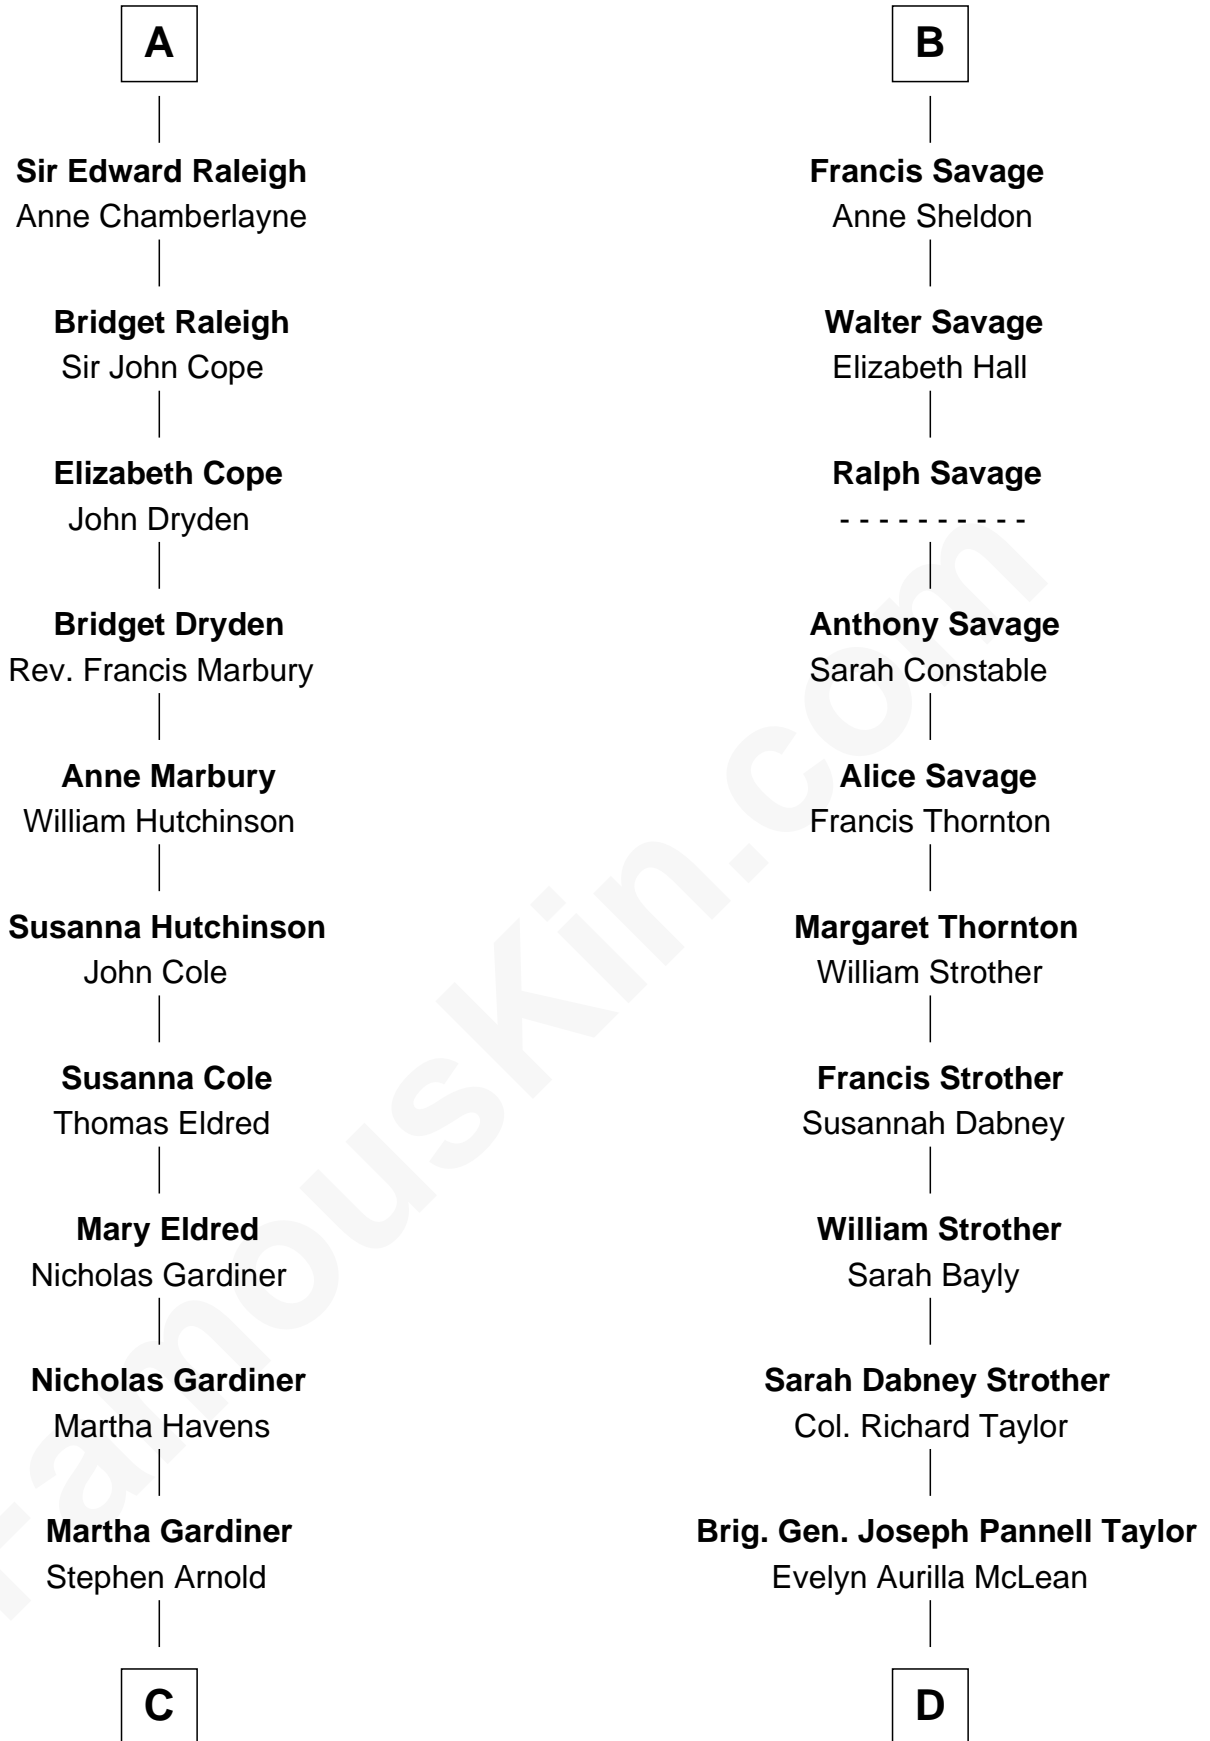 A
Sir Edward Raleigh
Anne Chamberlayne
Bridget Raleigh
Sir John Cope
Elizabeth Cope
John Dryden
Bridget Dryden
Rev. Francis Marbury
Anne Marbury
William Hutchinson
Susanna Hutchinson
John Cole
Susanna Cole
Thomas Eldred
Mary Eldred
Nicholas Gardiner
Nicholas Gardiner
Martha Havens
Martha Gardiner
Stephen Arnold
C
B
Francis Savage
Anne Sheldon
Walter Savage
Elizabeth Hall
Ralph Savage
- - - - - - - - - -
Anthony Savage
Sarah Constable
Alice Savage
Francis Thornton
Margaret Thornton
William Strother
Francis Strother
Susannah Dabney
William Strother
Sarah Bayly
Sarah Dabney Strother
Col. Richard Taylor
Brig. Gen. Joseph Pannell Taylor
Evelyn Aurilla McLean
D
FamousKin.com